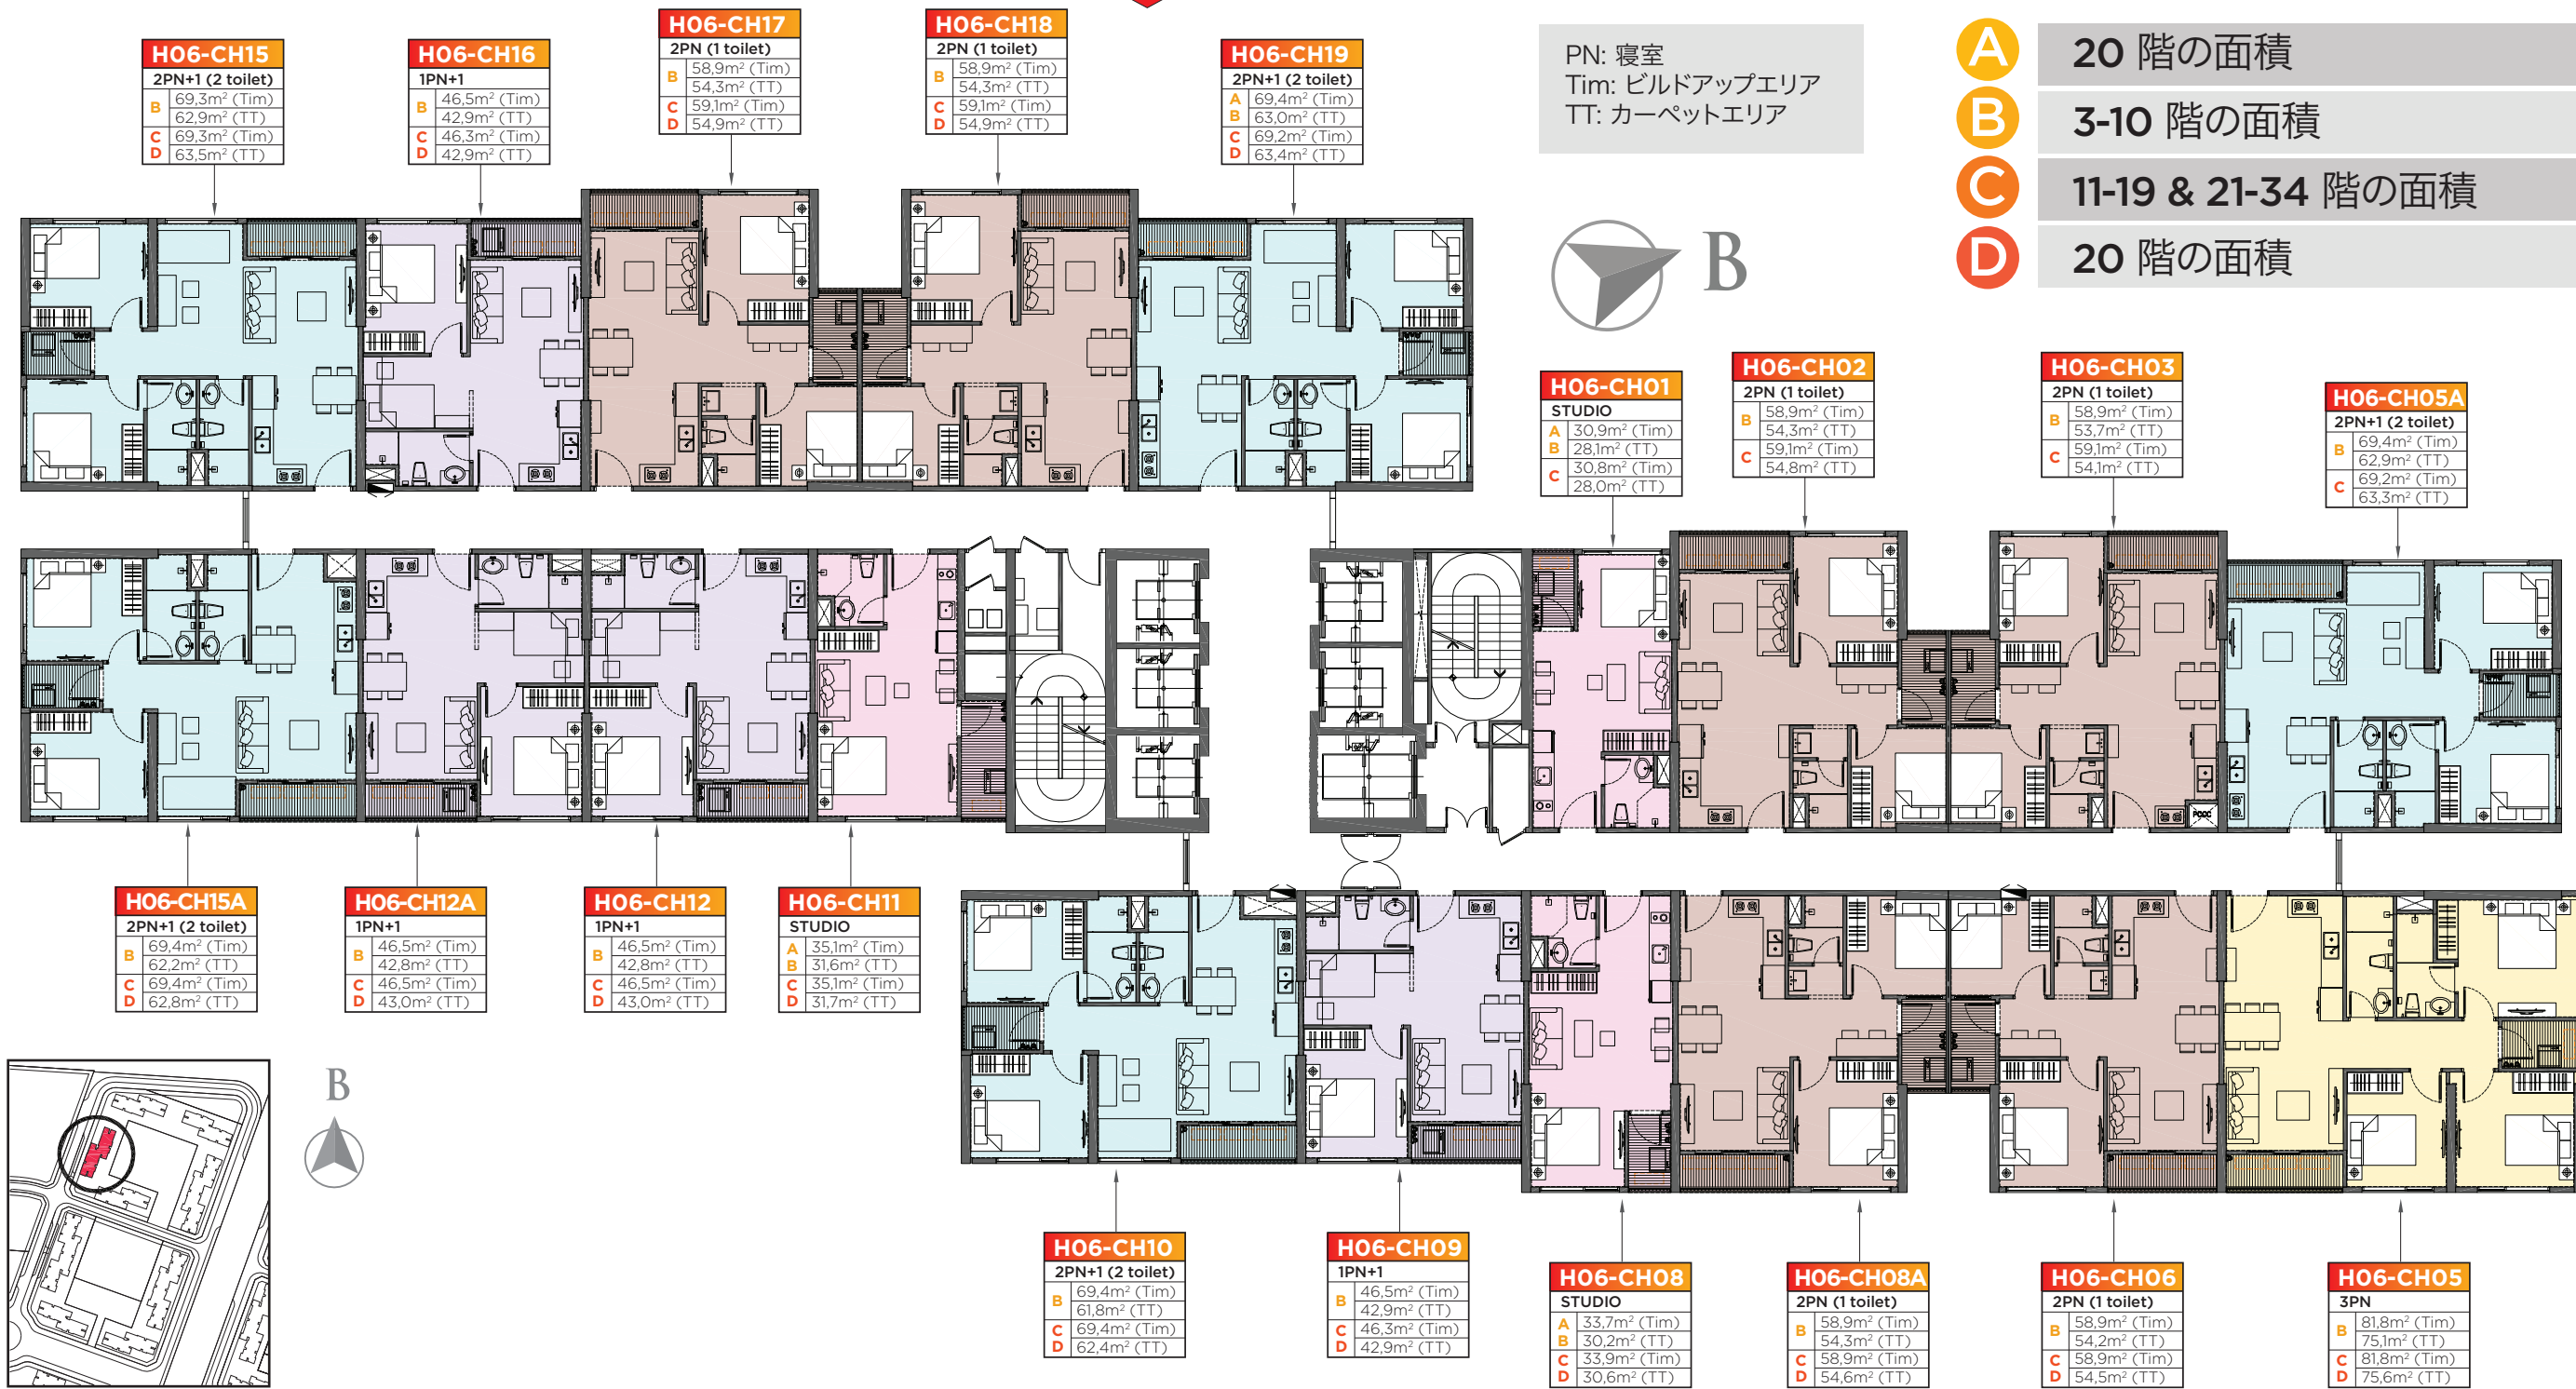 H06-CH15
2PN+1 (2 toilet)
B 69,3m² (Tim)
62,9m² (TT)
C 69,3m² (Tim)
D 63,5m² (TT)
H06-CH16
1PN+1
B 46,5m² (Tim)
42,9m² (TT)
C 46,3m² (Tim)
D 42,9m² (TT)
H06-CH17
2PN (1 toilet)
B 58,9m² (Tim)
54,3m² (TT)
C 59,1m² (Tim)
D 54,9m² (TT)
H06-CH18
2PN (1 toilet)
B 58,9m² (Tim)
54,3m² (TT)
C 59,1m² (Tim)
D 54,9m² (TT)
H06-CH19
2PN+1 (2 toilet)
A 69,4m² (Tim)
B 63,0m² (TT)
C 69,2m² (Tim)
D 63,4m² (TT)
PN: 寝室
Tim: ビルドアップエリア
TT: カーペットエリア
A 20 階の面積
B 3-10 階の面積
C 11-19 & 21-34 階の面積
D 20 階の面積
B
H06-CH01
STUDIO
A 30,9m² (Tim)
B 28,1m² (TT)
C 30,8m² (Tim)
28,0m² (TT)
H06-CH02
2PN (1 toilet)
B 58,9m² (Tim)
54,3m² (TT)
C 59,1m² (Tim)
54,8m² (TT)
H06-CH03
2PN (1 toilet)
B 58,9m² (Tim)
53,7m² (TT)
C 59,1m² (Tim)
54,1m² (TT)
H06-CH05A
2PN+1 (2 toilet)
B 69,4m² (Tim)
62,9m² (TT)
C 69,2m² (Tim)
63,3m² (TT)
PCCC
H06-CH15A
2PN+1 (2 toilet)
B 69,4m² (Tim)
62,2m² (TT)
C 69,4m² (Tim)
D 62,8m² (TT)
H06-CH12A
1PN+1
B 46,5m² (Tim)
42,8m² (TT)
C 46,5m² (Tim)
D 43,0m² (TT)
H06-CH12
1PN+1
B 46,5m² (Tim)
42,8m² (TT)
C 46,5m² (Tim)
D 43,0m² (TT)
H06-CH11
STUDIO
A 35,1m² (Tim)
B 31,6m² (TT)
C 35,1m² (Tim)
D 31,7m² (TT)
B
H06-CH10
2PN+1 (2 toilet)
B 69,4m² (Tim)
61,8m² (TT)
C 69,4m² (Tim)
D 62,4m² (TT)
H06-CH09
1PN+1
B 46,5m² (Tim)
42,9m² (TT)
C 46,3m² (Tim)
D 42,9m² (TT)
H06-CH08
STUDIO
A 33,7m² (Tim)
B 30,2m² (TT)
C 33,9m² (Tim)
D 30,6m² (TT)
H06-CH08A
2PN (1 toilet)
B 58,9m² (Tim)
54,3m² (TT)
C 58,9m² (Tim)
D 54,6m² (TT)
H06-CH06
2PN (1 toilet)
B 58,9m² (Tim)
54,2m² (TT)
C 58,9m² (Tim)
D 54,5m² (TT)
H06-CH05
3PN
B 81,8m² (Tim)
75,1m² (TT)
C 81,8m² (Tim)
D 75,6m² (TT)